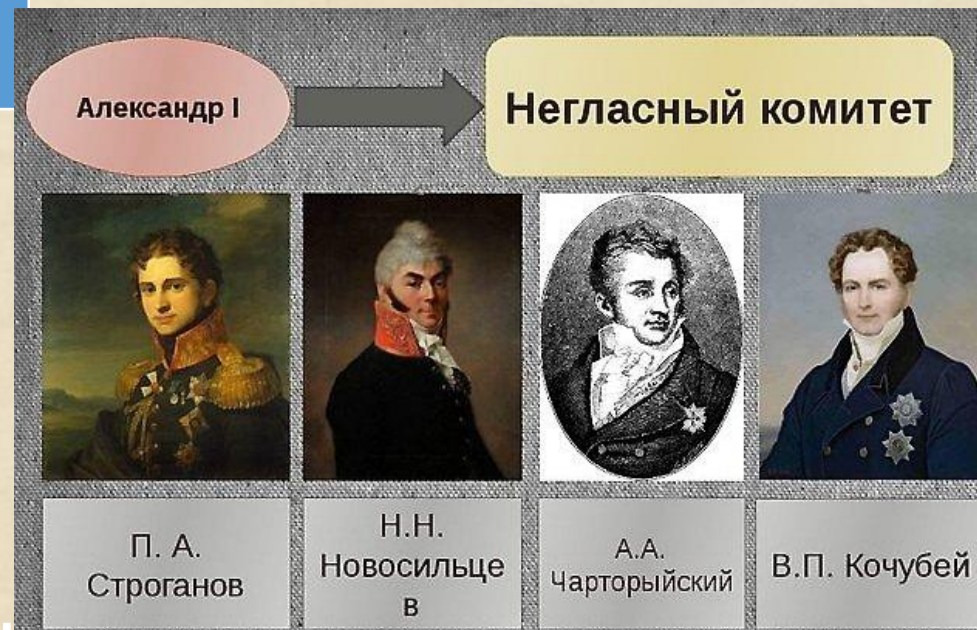 Александр I
Негласный комитет
П. А.
Строганов
Н.Н.
Новосильце
в
А.А.
Чарторыйский
В.П. Кочубей